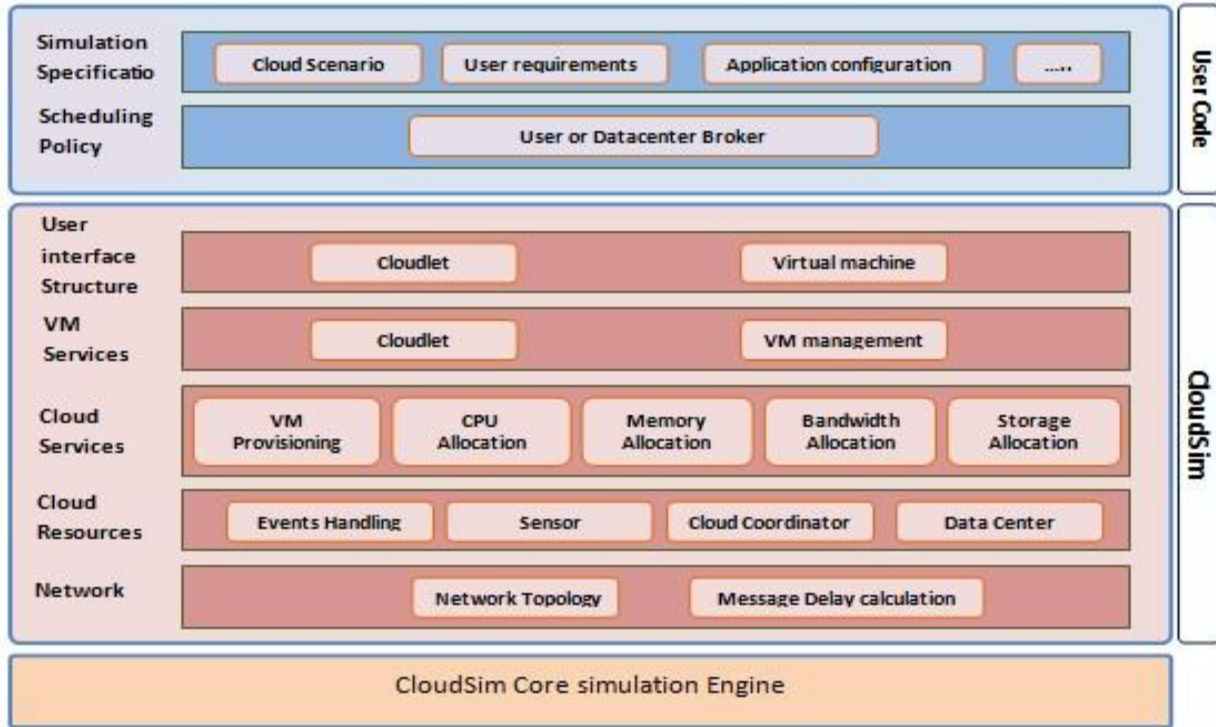 Simulation
Specificatio
Cloud Scenario
User requirements
Application configuration
.....
Scheduling
Policy
User or Datacenter Broker
User Code
User
interface
Structure
Cloudlet
Virtual machine
VM
Services
Cloudlet
VM management
Cloud
Services
VM
Provisioning
CPU
Allocation
Memory
Allocation
Bandwidth
Allocation
Storage
Allocation
Cloud
Resources
Events Handling
Sensor
Cloud Coordinator
Data Center
Network
Network Topology
Message Delay calculation
CloudSim
CloudSim Core simulation Engine